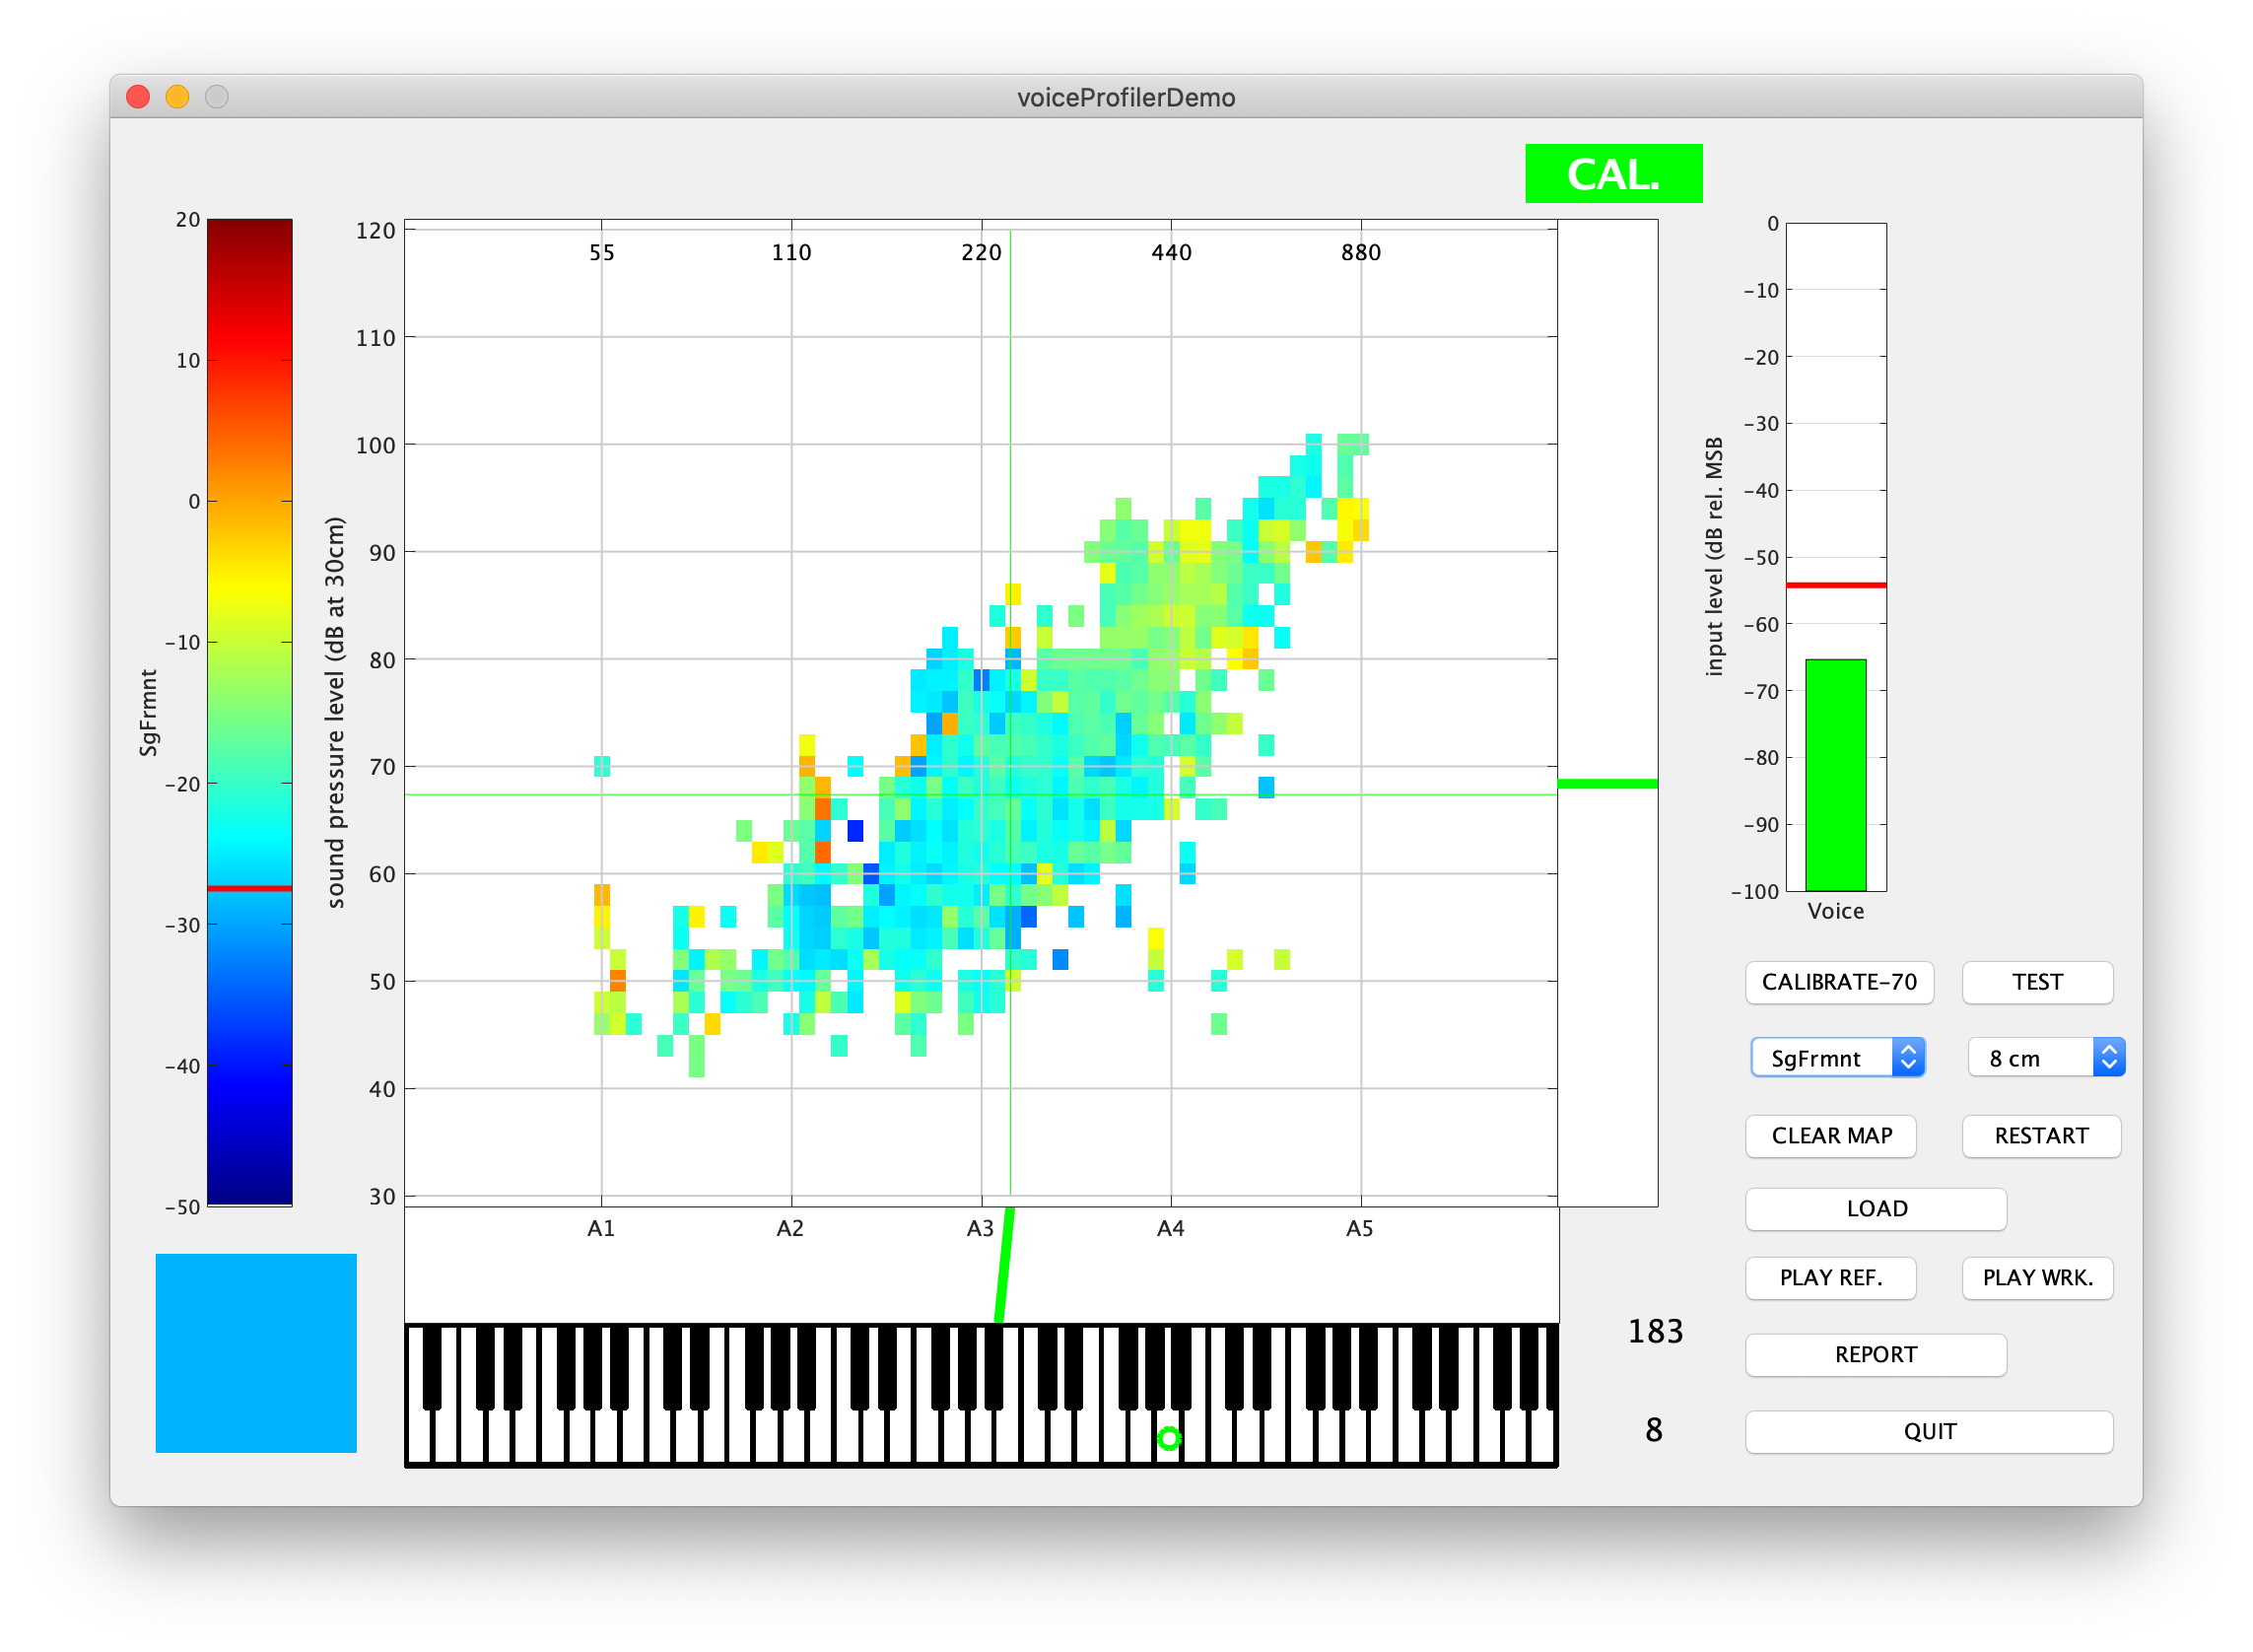 voiceProfilerDemo
CAL.
20
10
0
-10
-20
-30
-40
-50
SgFrmnt
sound pressure level (dB at 30cm)
120
110
100
90
80
70
60
50
40
30
55 110 220 440 880
A1 A2 A3 A4 A5
input level (dB rel. MSB
0
-10
-20
-30
-40
-50
-60
-70
-80
-90
-100
Voice
CALIBRATE-70 TEST
SgFrmnt 8 cm
CLEAR MAP RESTART
LOAD
PLAY REF. PLAY WRK.
183
REPORT
8
QUIT